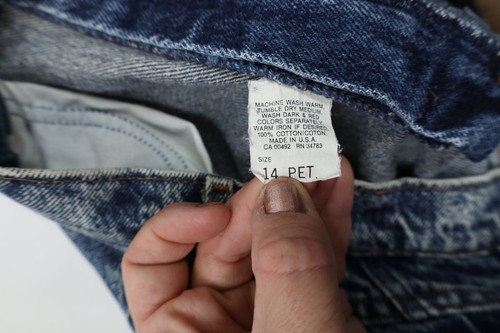 MACHINE WASH WARM
TUMBLE DRY MEDIUM
WASH DARK & RED
COLORS SEPARATELY
WARM IRON IF DESIRED
100% COTTON/COTON
MADE IN U.S.A.
CA 00492 RN 34783
SIZE
14 PET.